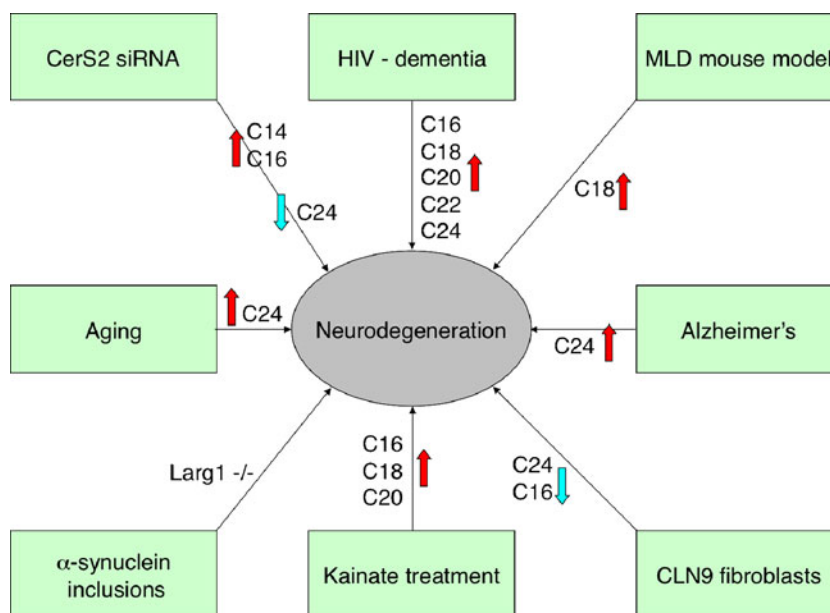 CerS2 siRNA
HIV - dementia
MLD mouse model
C14
C16
C24
C16
C18
C20
C22
C24
C18
Aging
C24
Neurodegeneration
C24
Alzheimer's
Larg1 -/-
C16
C18
C20
C24
C16
α-synuclein
inclusions
Kainate treatment
CLN9 fibroblasts